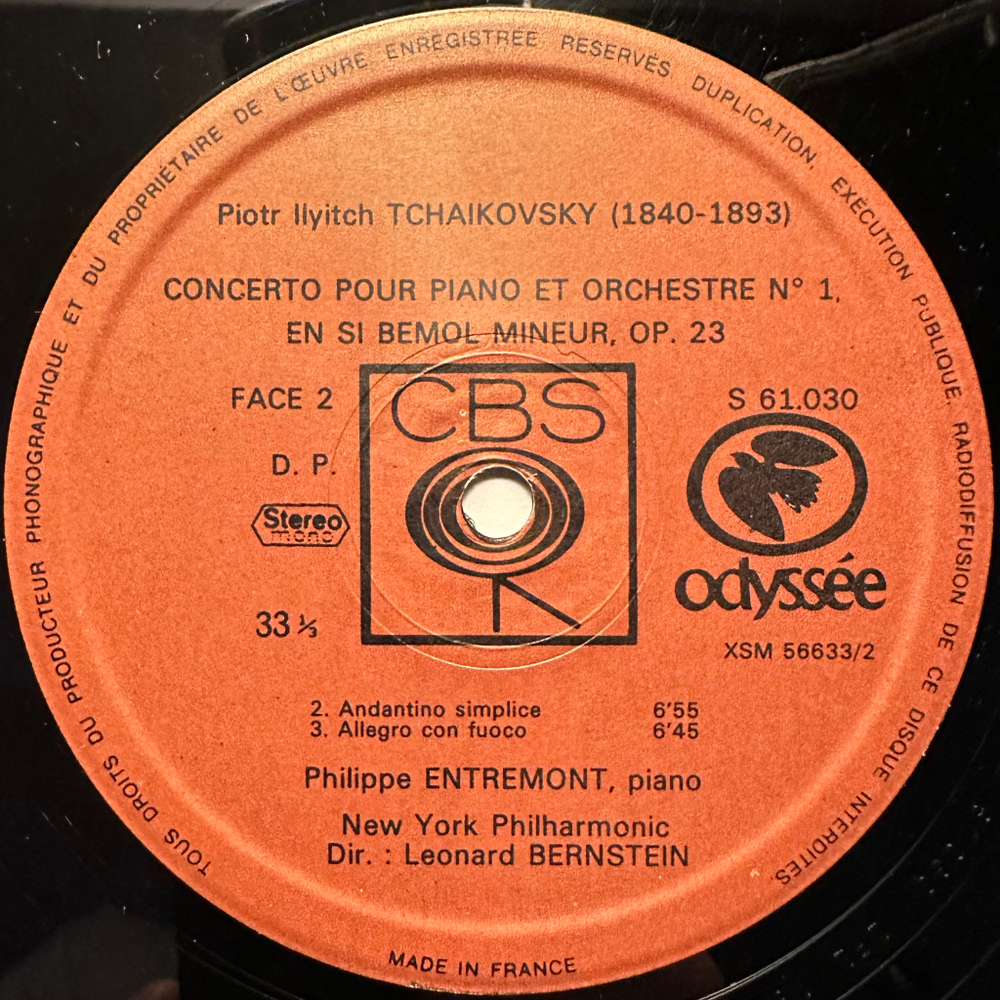 TOUS DROITS DU PRODUCTEUR PHONOGRAPHIQUE ET DU PROPRIÉTAIRE DE L'ŒUVRE ENREGISTRÉE RÉSERVÉS DUPLICATION, EXÉCUTION PUBLIQUE, RADIODIFFUSION DE CE DISQUE INTERDITES
Piotr Ilyitch TCHAIKOVSKY (1840-1893)
CONCERTO POUR PIANO ET ORCHESTRE N° 1,
EN SI BEMOL MINEUR, OP. 23
FACE 2
CBS
S 61.030
D. P.
Stereo
mono
odyssée
33 ⅓
XSM 56633/2
2. Andantino simplice 6'55
3. Allegro con fuoco 6'45
Philippe ENTREMONT, piano
New York Philharmonic
Dir. : Leonard BERNSTEIN
MADE IN FRANCE